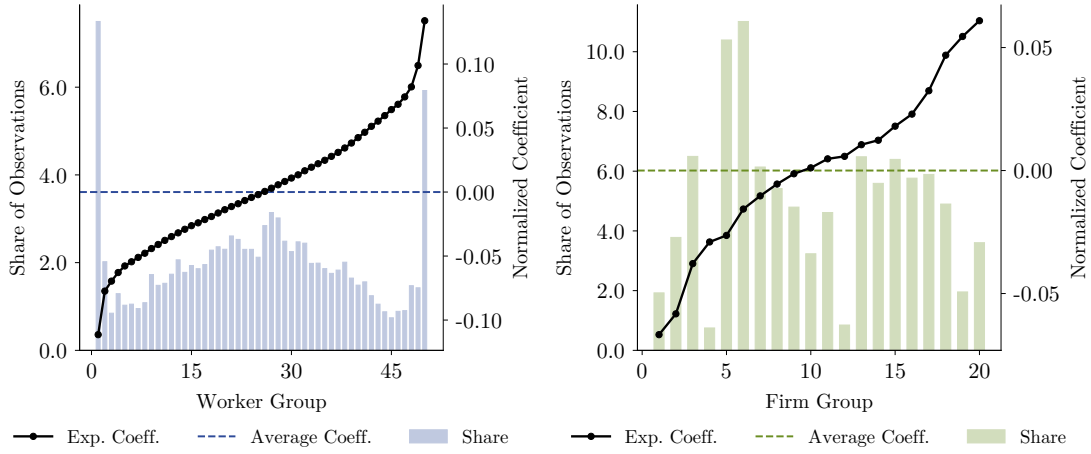 Share of Observations
6.0
4.0
2.0
0.0
0.10
0.05
0.00
-0.05
-0.10
Normalized Coefficient
0
15
30
45
Worker Group
Exp. Coeff.
Average Coeff.
Share
Share of Observations
10.0
8.0
6.0
4.0
2.0
0.0
0.05
0.00
-0.05
Normalized Coefficient
0
5
10
15
20
Firm Group
Exp. Coeff.
Average Coeff.
Share